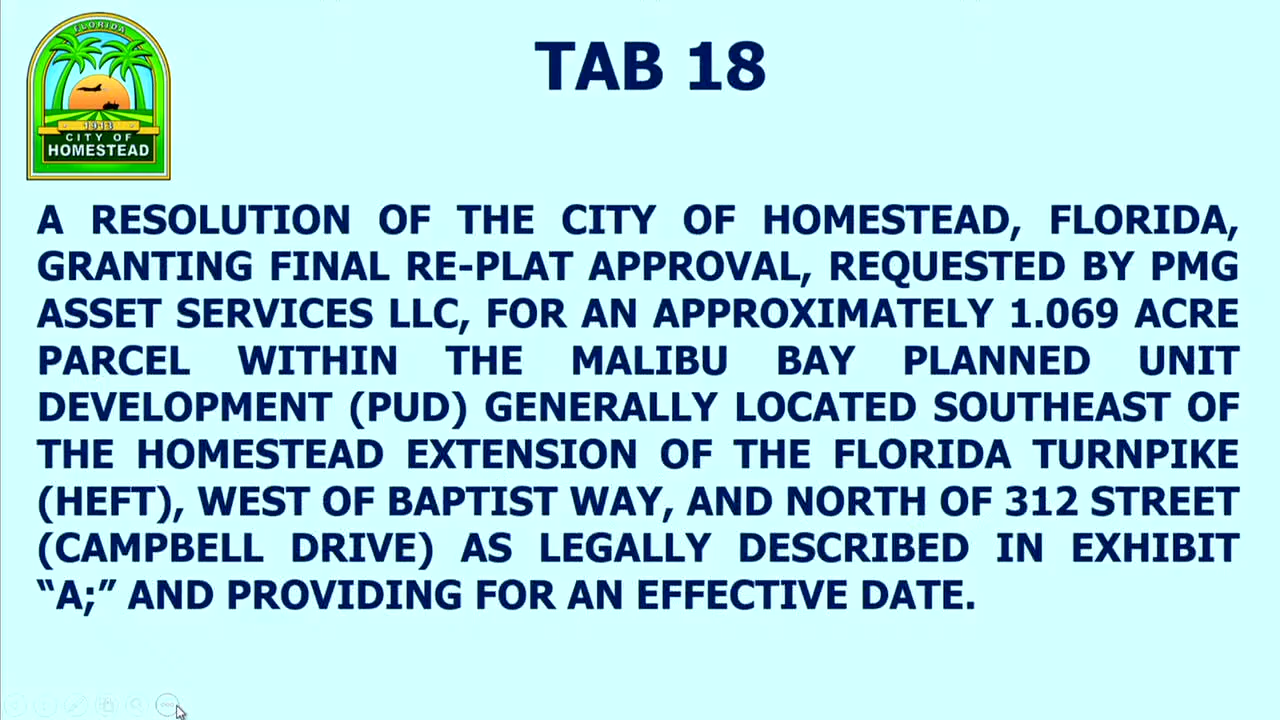 FLORIDA
1913
CITY OF
HOMESTEAD
TAB 18
A RESOLUTION OF THE CITY OF HOMESTEAD, FLORIDA,
GRANTING FINAL RE-PLAT APPROVAL, REQUESTED BY PMG
ASSET SERVICES LLC, FOR AN APPROXIMATELY 1.069 ACRE
PARCEL WITHIN THE MALIBU BAY PLANNED UNIT
DEVELOPMENT (PUD) GENERALLY LOCATED SOUTHEAST OF
THE HOMESTEAD EXTENSION OF THE FLORIDA TURNPIKE
(HEFT), WEST OF BAPTIST WAY, AND NORTH OF 312 STREET
(CAMPBELL DRIVE) AS LEGALLY DESCRIBED IN EXHIBIT
“A;” AND PROVIDING FOR AN EFFECTIVE DATE.